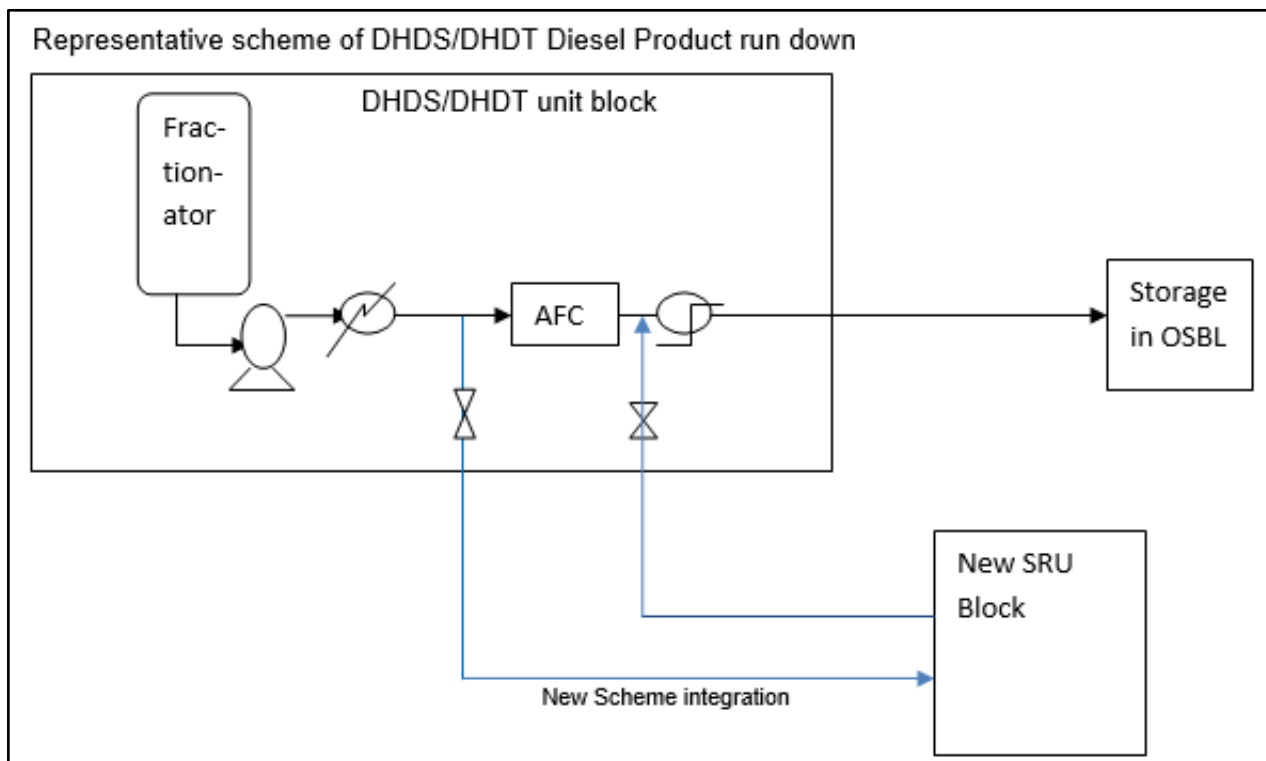 Representative scheme of DHDS/DHDT Diesel Product run down
DHDS/DHDT unit block
Frac-
tion-
ator
AFC
Storage
in OSBL
New SRU
Block
New Scheme integration